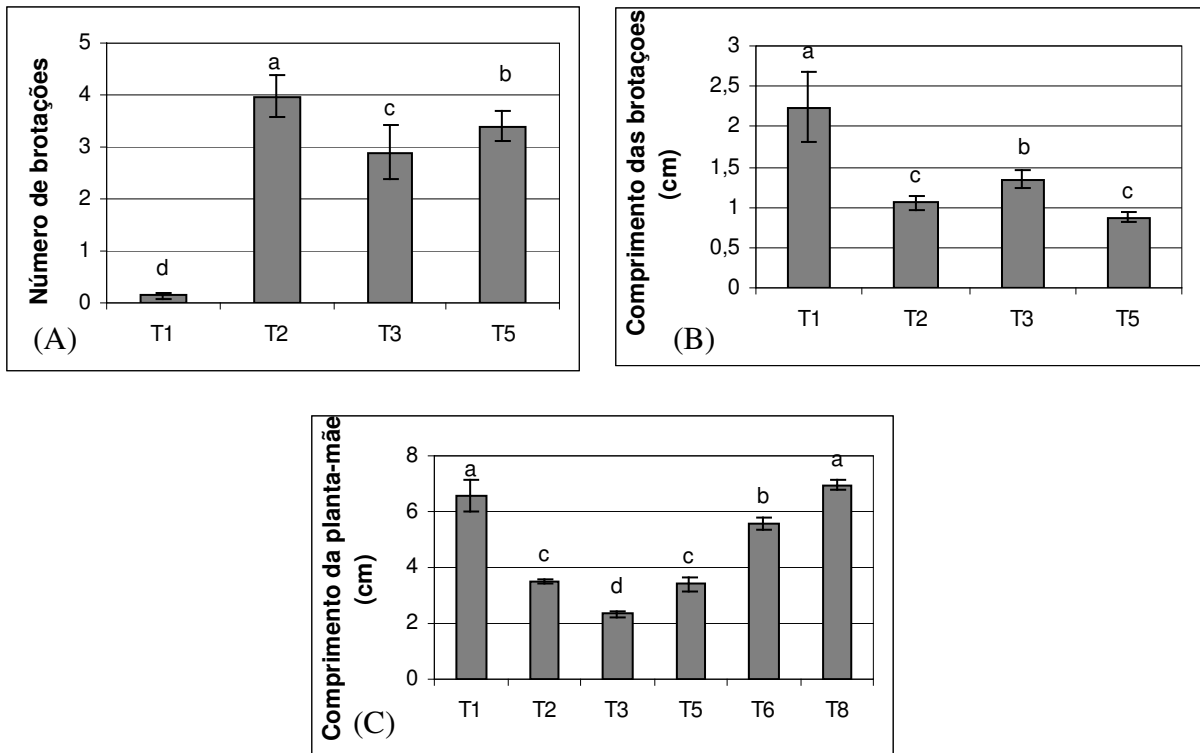 Número de brotações
5
4
3
2
1
0
a
b
c
d
T1 T2 T3 T5
(A)
Comprimento das brotaçoes
(cm)
3
2,5
2
1,5
1
0,5
0
a
b
c
c
T1 T2 T3 T5
(B)
Comprimento da planta-mãe
(cm)
8
6
4
2
0
a
a
b
c
c
d
T1 T2 T3 T5 T6 T8
(C)